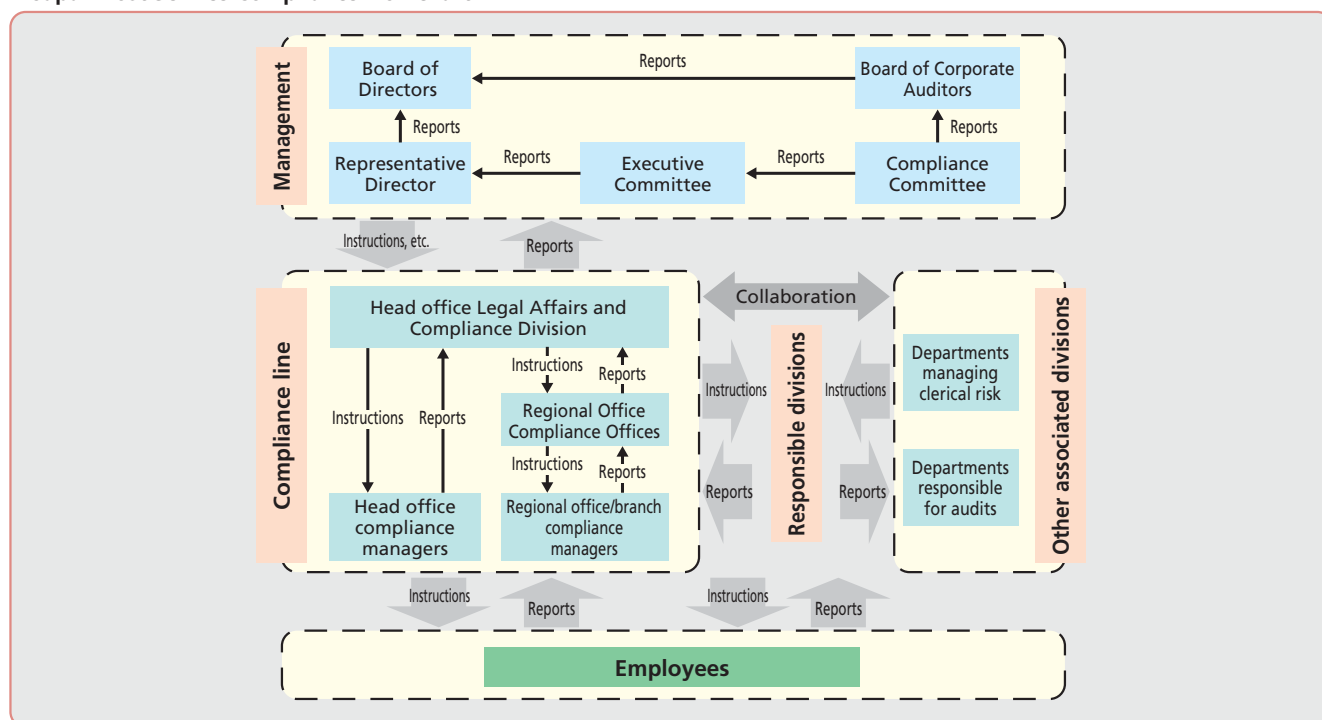 Management
Board of
Directors
Reports
Board of Corporate
Auditors
Reports
Reports
Representative
Director
Reports
Executive
Committee
Reports
Compliance
Committee
Instructions, etc.
Reports
Compliance line
Head office Legal Affairs and
Compliance Division
Instructions
Reports
Instructions
Reports
Regional Office
Compliance Offices
Instructions
Reports
Head office
compliance
managers
Regional office/branch
compliance
managers
Collaboration
Instructions
Reports
Responsible divisions
Instructions
Reports
Departments
managing
clerical risk
Departments
responsible
for audits
Other associated divisions
Instructions
Reports
Instructions
Reports
Employees